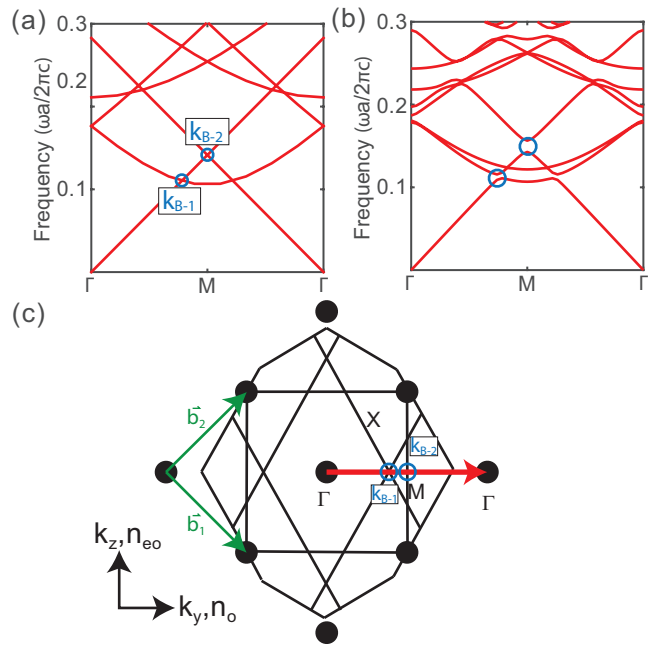 (a)
(b)
0.3
0.2
0.1
Frequency (ωa/2πc)
k_B-2
k_B-1
Γ
M
Γ
0.3
0.2
0.1
Frequency (ωa/2πc)
Γ
M
Γ
(c)
b⃗₂
b⃗₁
X
k_B-2
k_B-1
M
Γ
Γ
k_z,n_eo
k_y,n_o